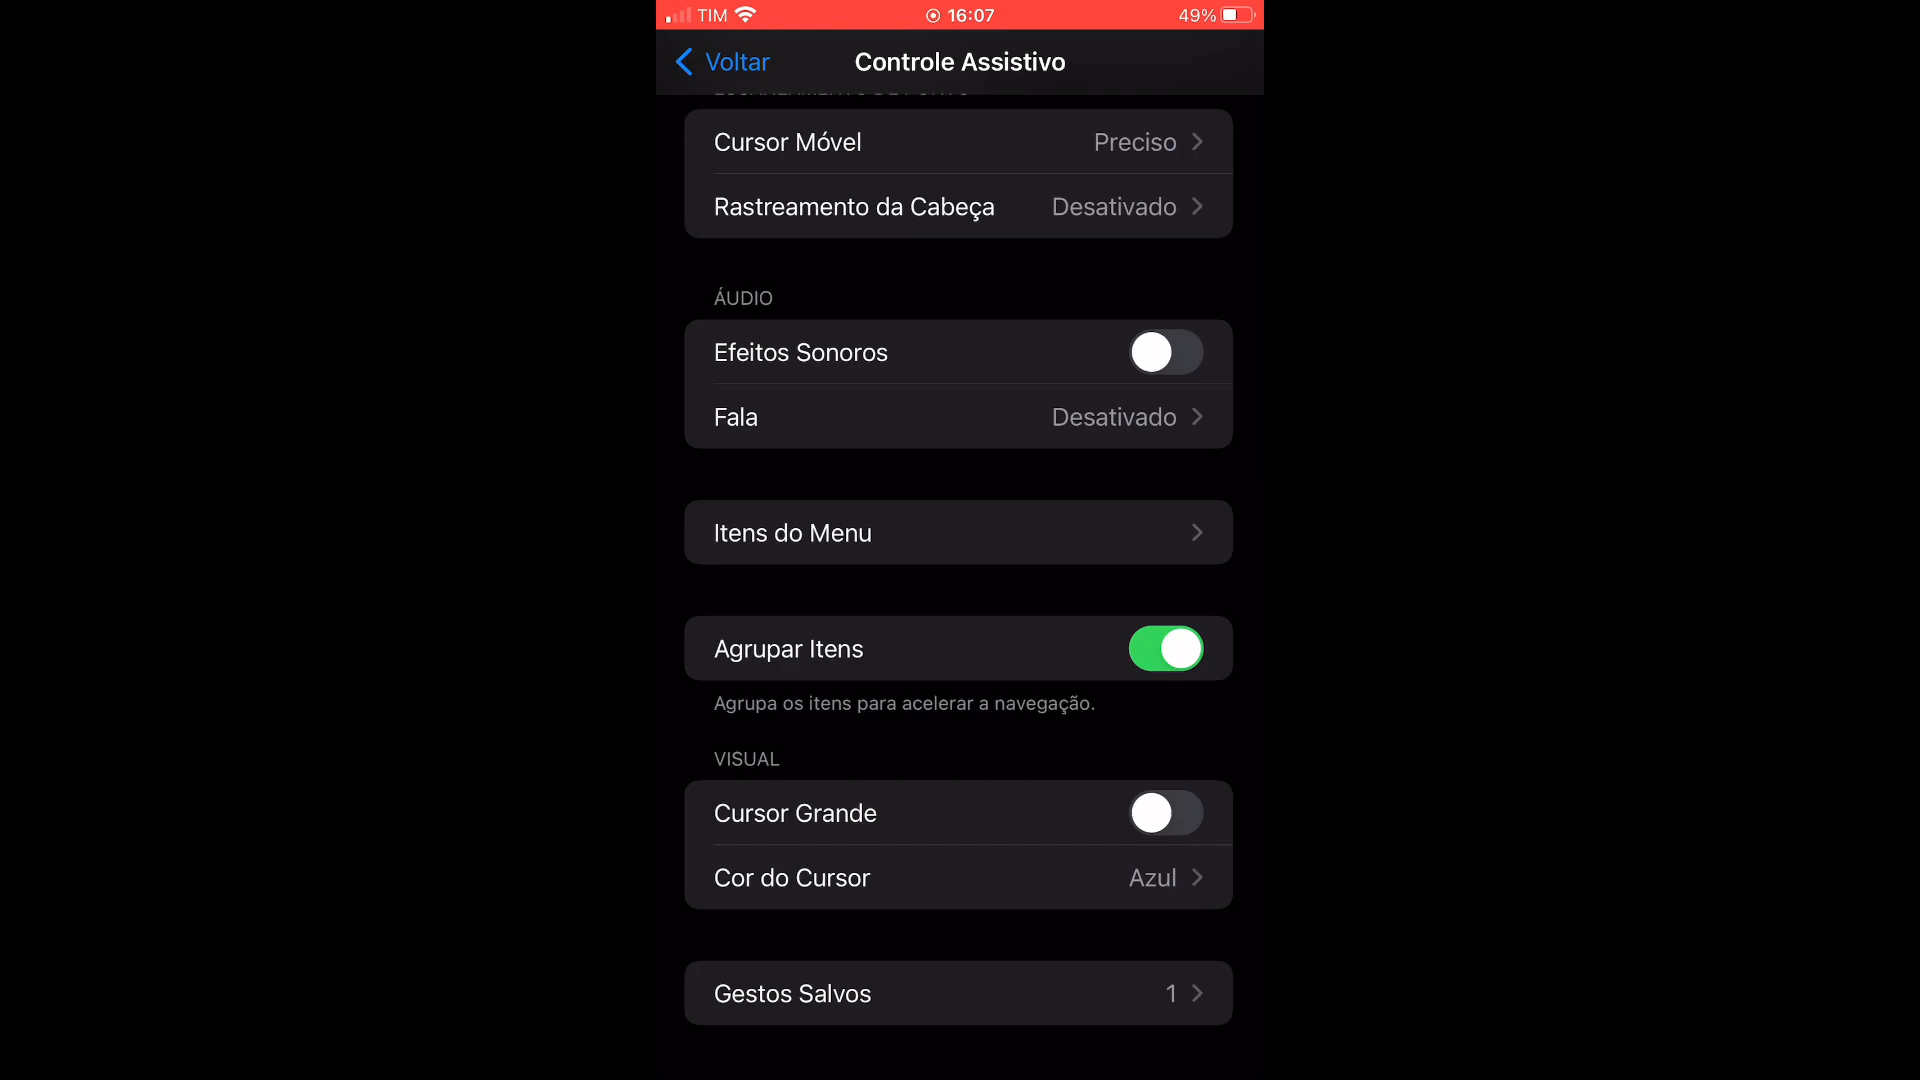 TIM 16:07 49%
Voltar Controle Assistivo
Cursor Móvel Preciso
Rastreamento da Cabeça Desativado
ÁUDIO
Efeitos Sonoros
Fala Desativado
Itens do Menu
Agrupar Itens
Agrupa os itens para acelerar a navegação.
VISUAL
Cursor Grande
Cor do Cursor Azul
Gestos Salvos 1